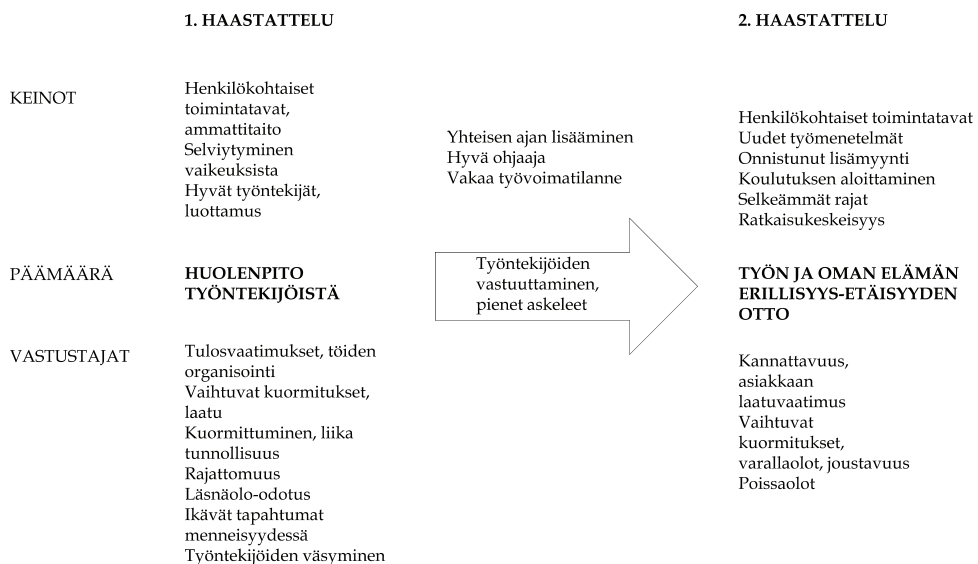 1. HAASTATTELU
2. HAASTATTELU
KEINOT
Henkilökohtaiset
toimintatavat,
ammattitaito
Selviytyminen
vaikeuksista
Hyvät työntekijät,
luottamus
Yhteisen ajan lisääminen
Hyvä ohjaaja
Vakaa työvoimatilanne
Henkilökohtaiset toimintatavat
Uudet työmenetelmät
Onnistunut lisämyynti
Koulutuksen aloittaminen
Selkeämmät rajat
Ratkaisukeskeisyys
PÄÄMÄÄRÄ
HUOLENPITO
TYÖNTEKIJÖISTÄ
Työntekijöiden
vastuuttaminen,
pienet askeleet
TYÖN JA OMAN ELÄMÄN
ERILLISYYS-ETÄISYYDEN
OTTO
VASTUSTAJAT
Tulosvaatimukset, töiden
organisointi
Vaihtuvat kuormitukset,
laatu
Kuormittuminen, liika
tunnollisuus
Rajattomuus
Läsnäolo-odotus
Ikävät tapahtumat
menneisyydessä
Työntekijöiden väsyminen
Kannattavuus,
asiakkaan
laatuvaatimus
Vaihtuvat
kuormitukset,
varallaolot, joustavuus
Poissaolot